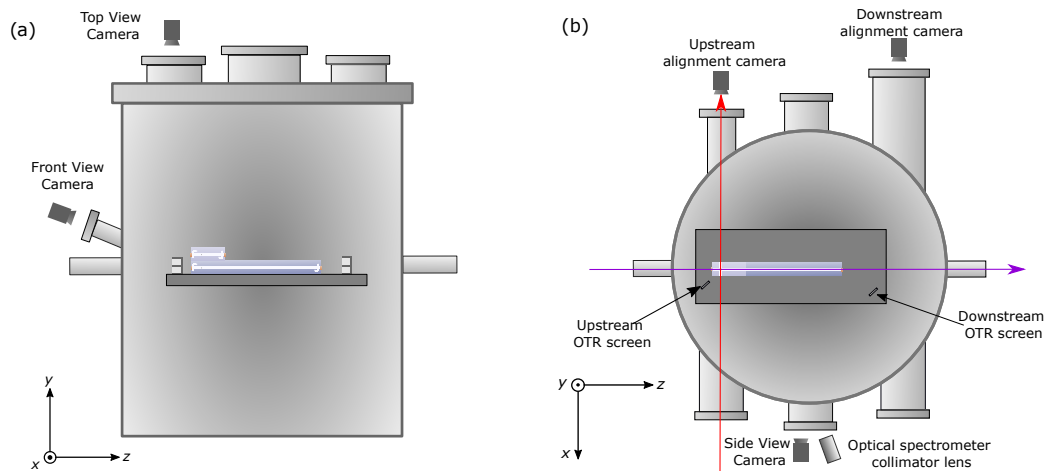 (a)
Top View
Camera
Front View
Camera
y
x
z
(b)
Downstream
alignment camera
Upstream
alignment camera
Upstream
OTR screen
Downstream
OTR screen
y
z
x
Side View
Camera
Optical spectrometer
collimator lens